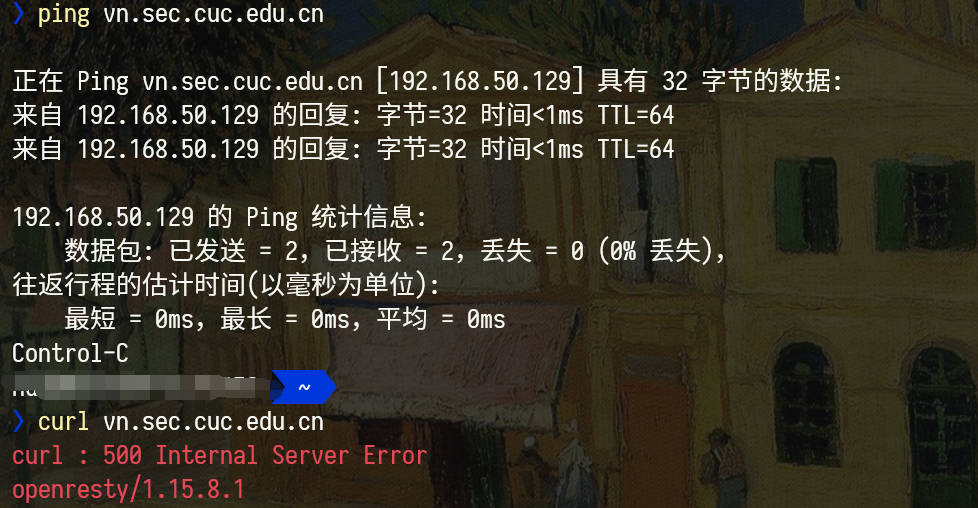 ❯ ping vn.sec.cuc.edu.cn
正在 Ping vn.sec.cuc.edu.cn [192.168.50.129] 具有 32 字节的数据:
来自 192.168.50.129 的回复: 字节=32 时间<1ms TTL=64
来自 192.168.50.129 的回复: 字节=32 时间<1ms TTL=64
192.168.50.129 的 Ping 统计信息:
数据包: 已发送 = 2，已接收 = 2，丢失 = 0 (0% 丢失)，
往返行程的估计时间(以毫秒为单位):
最短 = 0ms，最长 = 0ms，平均 = 0ms
Control-C
~
❯ curl vn.sec.cuc.edu.cn
curl : 500 Internal Server Error
openresty/1.15.8.1